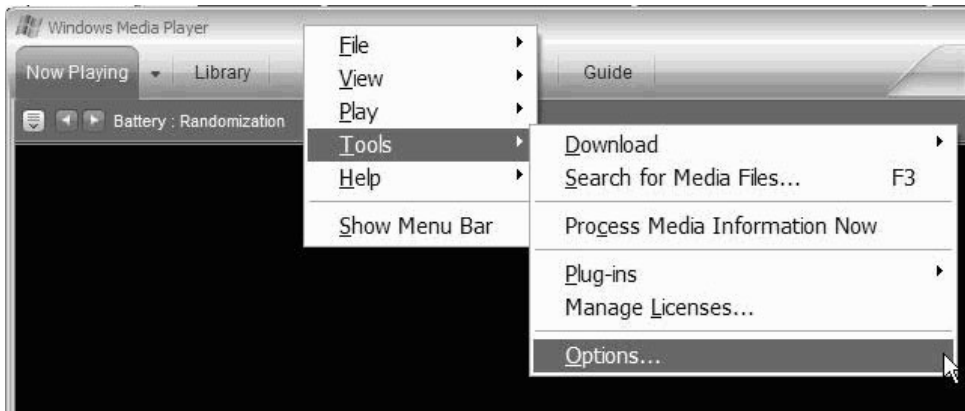 Windows Media Player
Now Playing Library Guide
Battery : Randomization
File
View
Play
Tools
Help
Show Menu Bar
Download
Search for Media Files... F3
Process Media Information Now
Plug-ins
Manage Licenses...
Options...